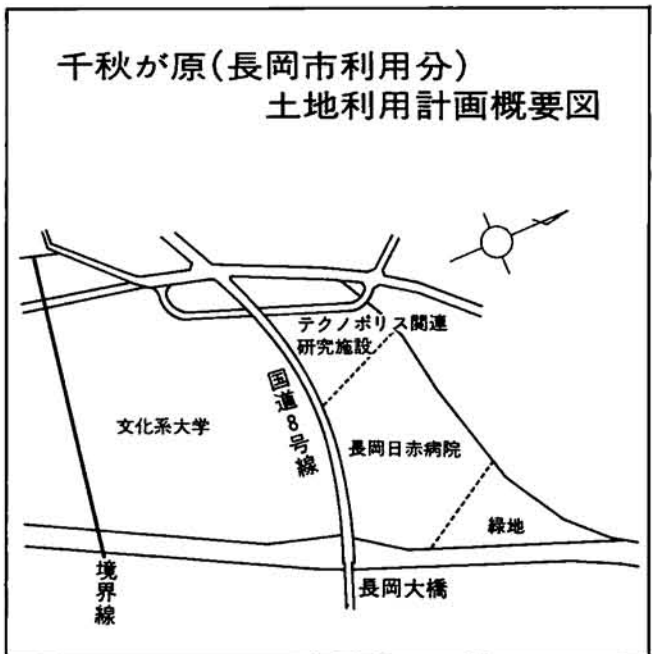 千秋が原(長岡市利用分)
土地利用計画概要図
テクノポリス関連
研究施設
国道8号線
文化系大学
長岡日赤病院
緑地
境界線
長岡大橋